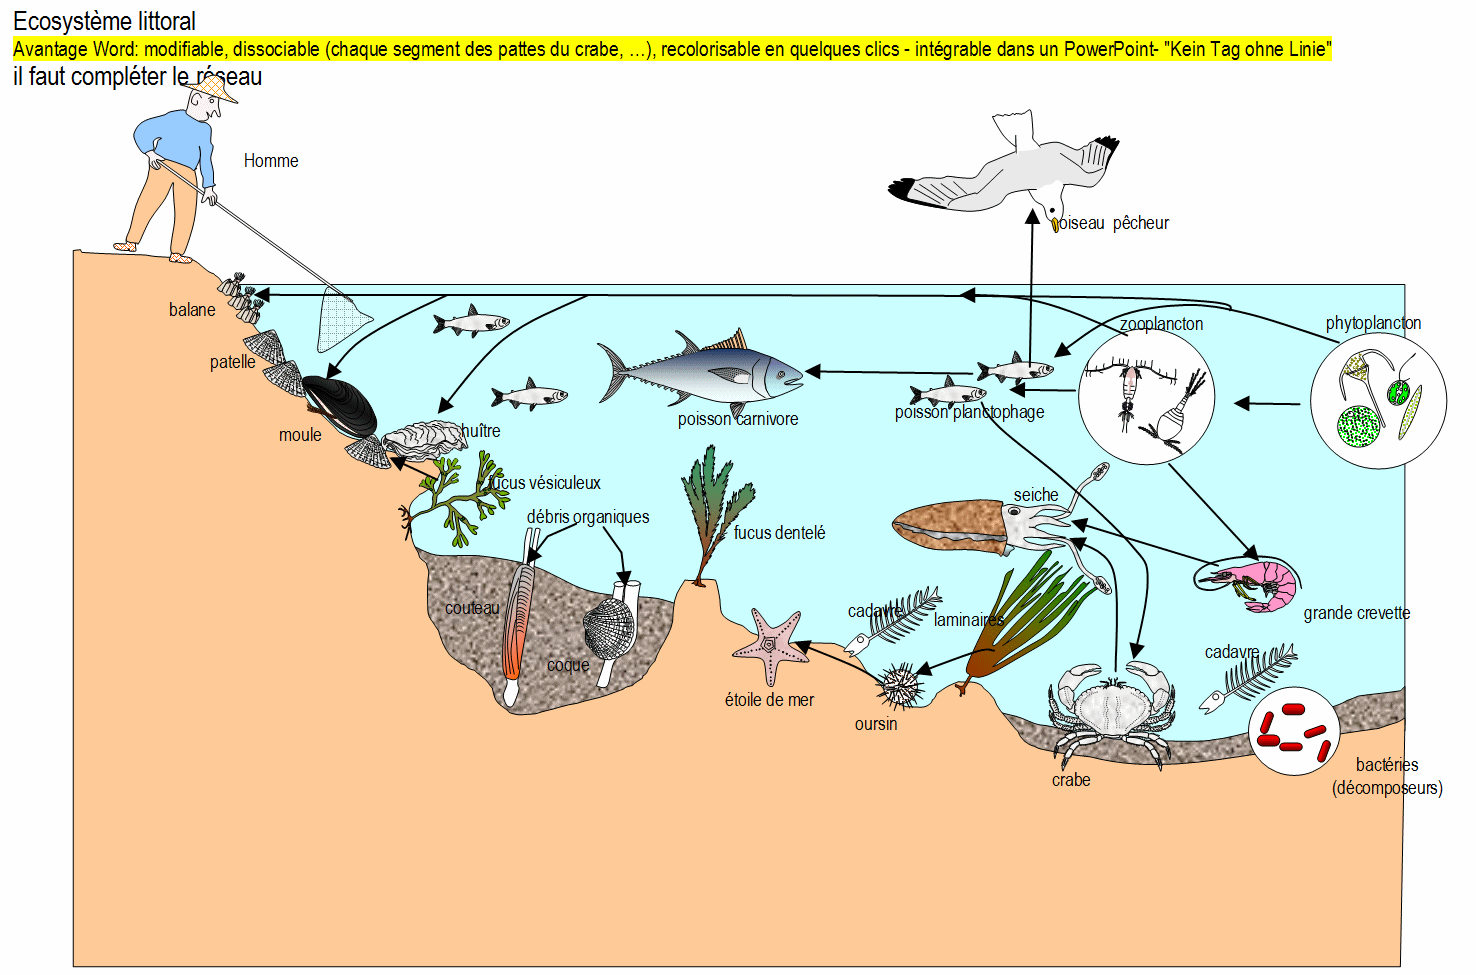 Ecosystème littoral
Avantage Word: modifiable, dissociable (chaque segment des pattes du crabe, ...), recolorisable en quelques clics - intégrable dans un PowerPoint- "Kein Tag ohne Linie"
il faut compléter le réseau
Homme
oiseau pêcheur
balane
zooplancton
phytoplancton
patelle
poisson carnivore
poisson planctophage
moule
huître
fucus vésiculeux
seiche
débris organiques
fucus dentelé
couteau
cadavre
laminaires
grande crevette
coque
cadavre
étoile de mer
oursin
crabe
bactéries
(décomposeurs)